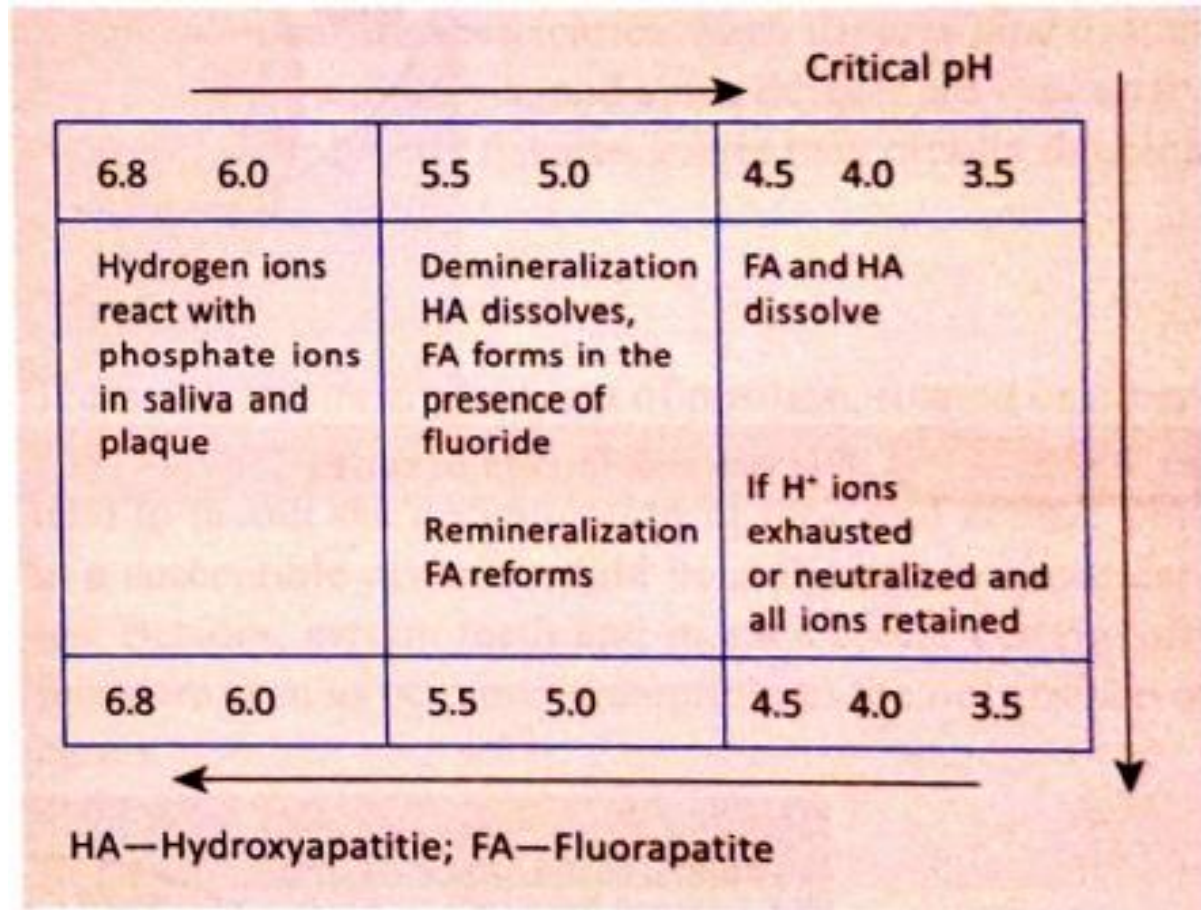 Critical pH
6.8 6.0 5.5 5.0 4.5 4.0 3.5
Hydrogen ions
react with
phosphate ions
in saliva and
plaque
Demineralization
HA dissolves,
FA forms in the
presence of
fluoride
Remineralization
FA reforms
FA and HA
dissolve
If H⁺ ions
exhausted
or neutralized and
all ions retained
6.8 6.0 5.5 5.0 4.5 4.0 3.5
HA—Hydroxyapatitie; FA—Fluorapatite